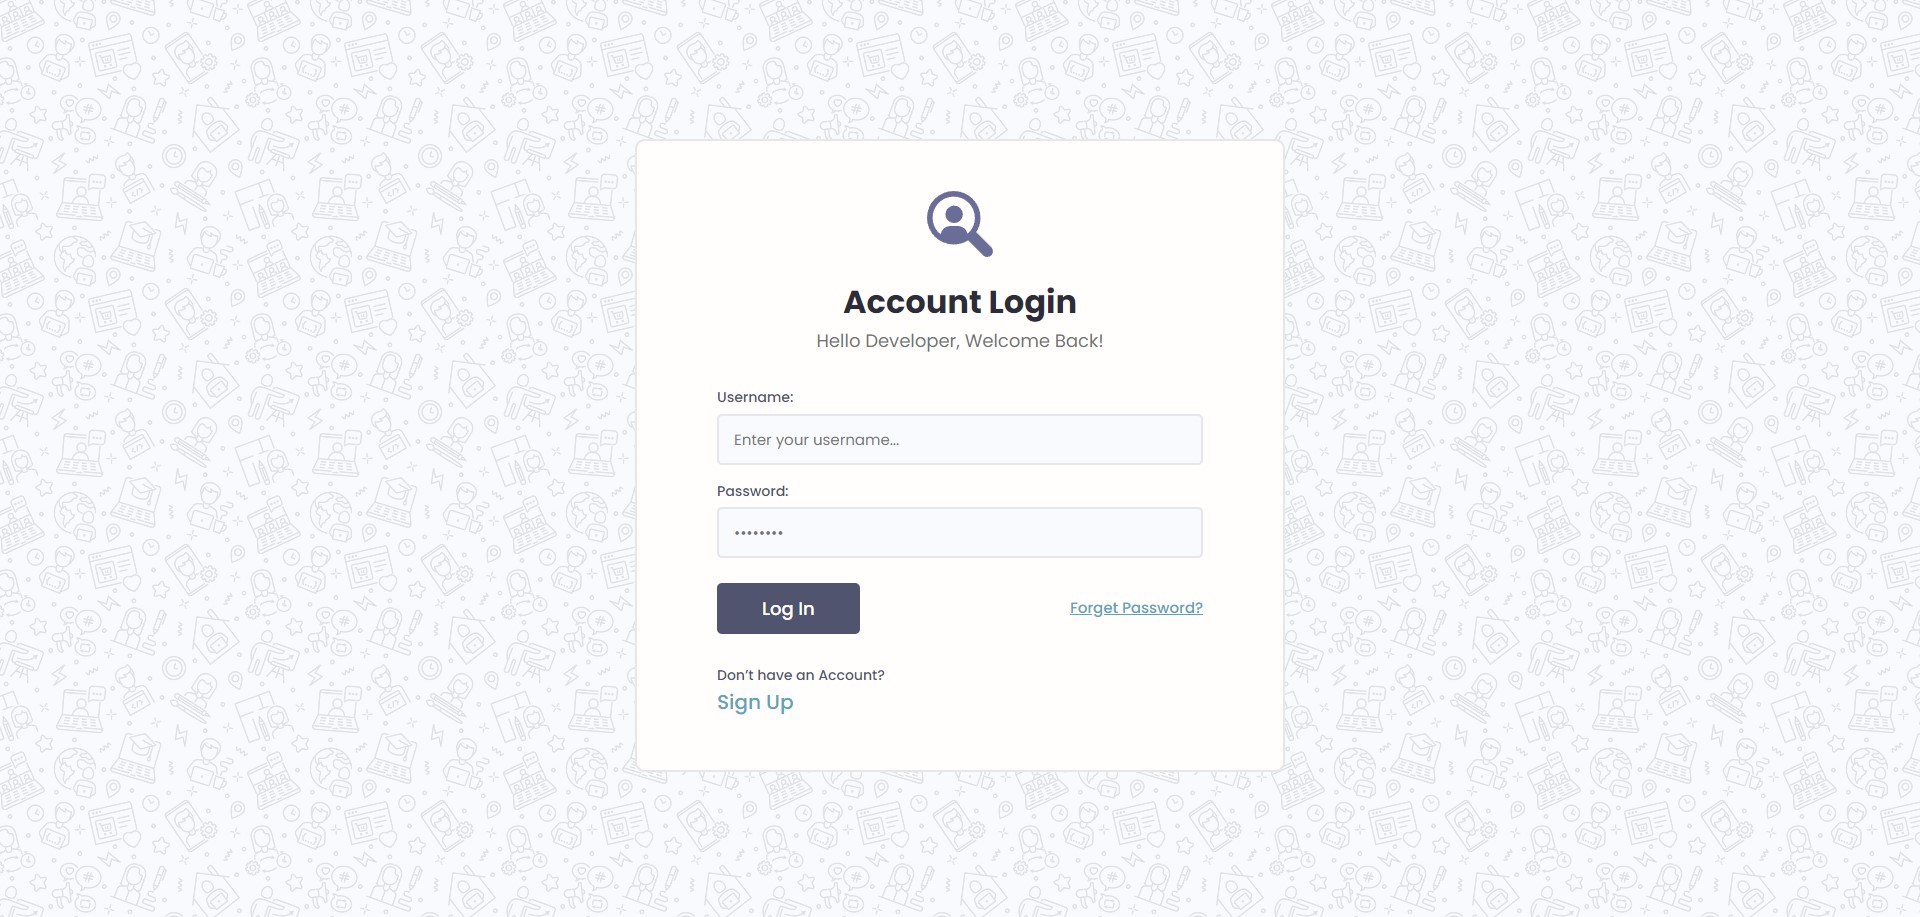 Account Login
Hello Developer, Welcome Back!
Username:
Enter your username...
Password:
••••••••
Log In
Forget Password?
Don't have an Account?
Sign Up